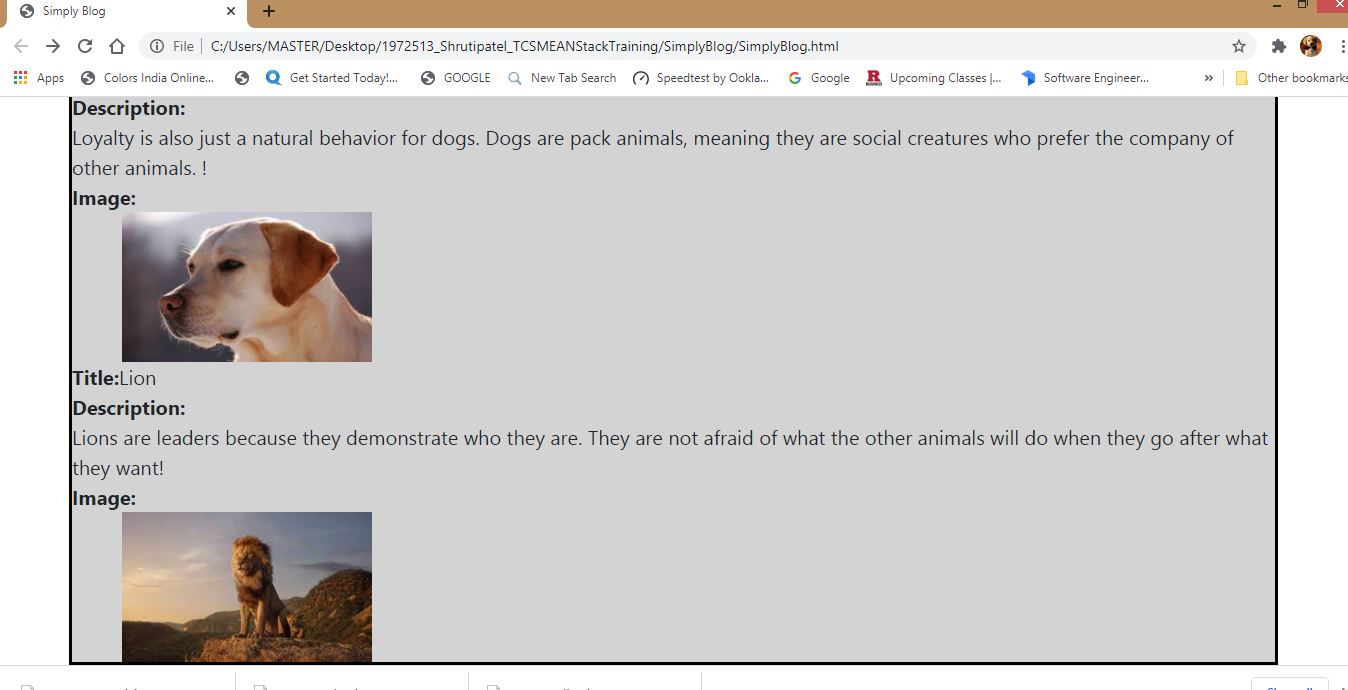 Simply Blog
File
C:/Users/MASTER/Desktop/1972513_Shrutipatel_TCSMEANStackTraining/SimplyBlog/SimplyBlog.html
Apps Colors India Online... Get Started Today!... GOOGLE New Tab Search Speedtest by Ookla... Google Upcoming Classes |... Software Engineer... » Other bookmarks
Description:
Loyalty is also just a natural behavior for dogs. Dogs are pack animals, meaning they are social creatures who prefer the company of
other animals. !
Image:
Title:Lion
Description:
Lions are leaders because they demonstrate who they are. They are not afraid of what the other animals will do when they go after what
they want!
Image: